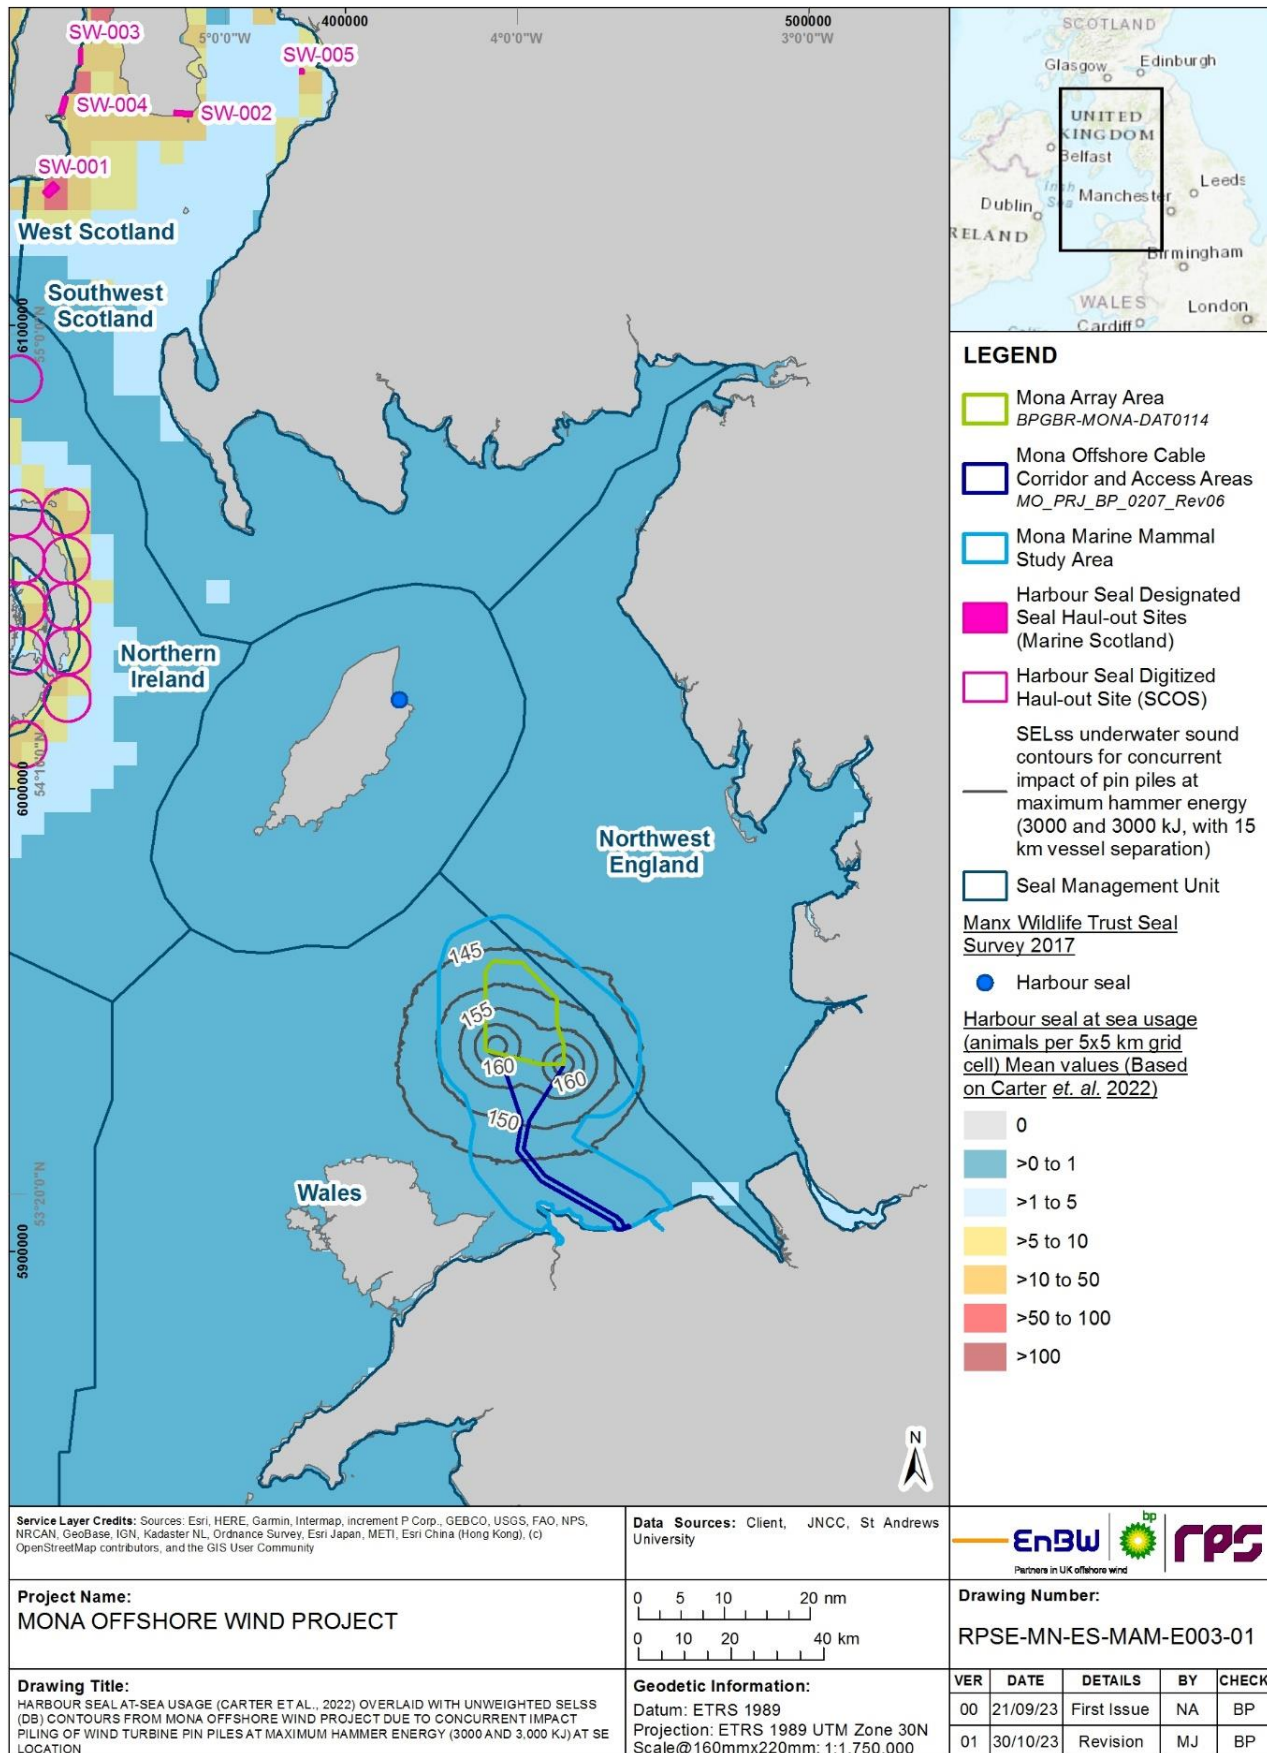 400000
500000
5°0'0"W
4°0'0"W
3°0'0"W
SW-003
SW-005
SW-004
SW-002
SW-001
West Scotland
Southwest
Scotland
6100000
55°0'0"N
Northern
Ireland
6000000
54°10'0"N
Northwest
England
145
155
160
160
150
Wales
53°20'0"N
5900000
N
SCOTLAND
Glasgow
Edinburgh
UNITED
KINGDOM
Belfast
Irish
Sea
Manchester
Leeds
Dublin
RELAND
Birmingham
WALES
London
Cardiff
LEGEND
Mona Array Area
BPGBR-MONA-DAT0114
Mona Offshore Cable
Corridor and Access Areas
MO_PRJ_BP_0207_Rev06
Mona Marine Mammal
Study Area
Harbour Seal Designated
Seal Haul-out Sites
(Marine Scotland)
Harbour Seal Digitized
Haul-out Site (SCOS)
SELss underwater sound
contours for concurrent
impact of pin piles at
maximum hammer energy
(3000 and 3000 kJ, with 15
km vessel separation)
Seal Management Unit
Manx Wildlife Trust Seal
Survey 2017
Harbour seal
Harbour seal at sea usage
(animals per 5x5 km grid
cell) Mean values (Based
on Carter et. al. 2022)
0
>0 to 1
>1 to 5
>5 to 10
>10 to 50
>50 to 100
>100
Service Layer Credits: Sources: Esri, HERE, Garmin, Intermap, increment P Corp., GEBCO, USGS, FAO, NPS,
NRCAN, GeoBase, IGN, Kadaster NL, Ordnance Survey, Esri Japan, METI, Esri China (Hong Kong), (c)
OpenStreetMap contributors, and the GIS User Community
Data Sources: Client, JNCC, St Andrews
University
EnBW
bp
rps
Partners in UK offshore wind
Project Name:
MONA OFFSHORE WIND PROJECT
0 5 10 20 nm
0 10 20 40 km
Drawing Number:
RPSE-MN-ES-MAM-E003-01
Drawing Title:
HARBOUR SEAL AT-SEA USAGE (CARTER ET AL., 2022) OVERLAID WITH UNWEIGHTED SELSS
(DB) CONTOURS FROM MONA OFFSHORE WIND PROJECT DUE TO CONCURRENT IMPACT
PILING OF WIND TURBINE PIN PILES AT MAXIMUM HAMMER ENERGY (3000 AND 3,000 KJ) AT SE
LOCATION
Geodetic Information:
Datum: ETRS 1989
Projection: ETRS 1989 UTM Zone 30N
Scale@160mmx220mm: 1:1,750,000
VER DATE DETAILS BY CHECK
00 21/09/23 First Issue NA BP
01 30/10/23 Revision MJ BP